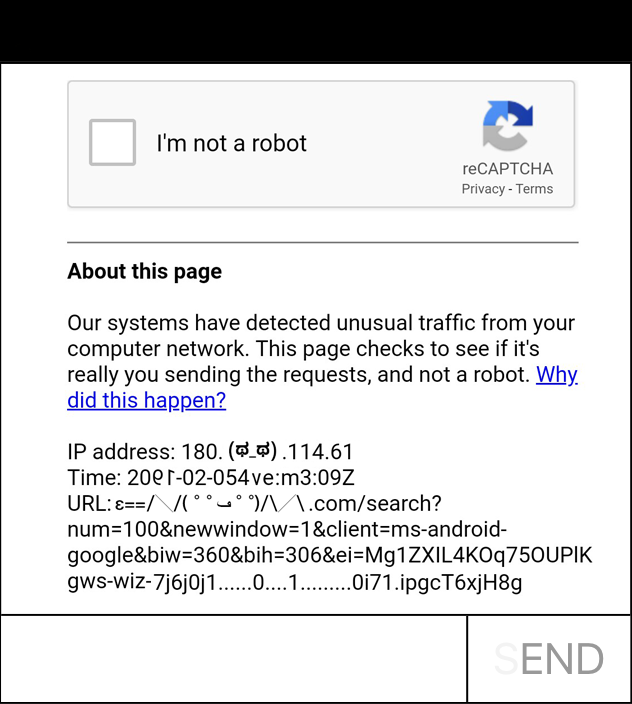 I'm not a robot
reCAPTCHA
Privacy - Terms
About this page
Our systems have detected unusual traffic from your
computer network. This page checks to see if it's
really you sending the requests, and not a robot. Why
did this happen?
IP address: 180. (ಥ_ಥ) .114.61
Time: -02-054ve:m3:09Z
URL: ε==/＼/( ﾟ ﾟ ᓗ ﾟ ﾟ)/\／\ .com/search?
num=100&newwindow=1&client=ms-android-
google&biw=360&bih=306&ei=Mg1ZXIL4KOq75OUPlK
gws-wiz-7j6j0j1......0....1.........0i71.ipgcT6xjH8g
SEND